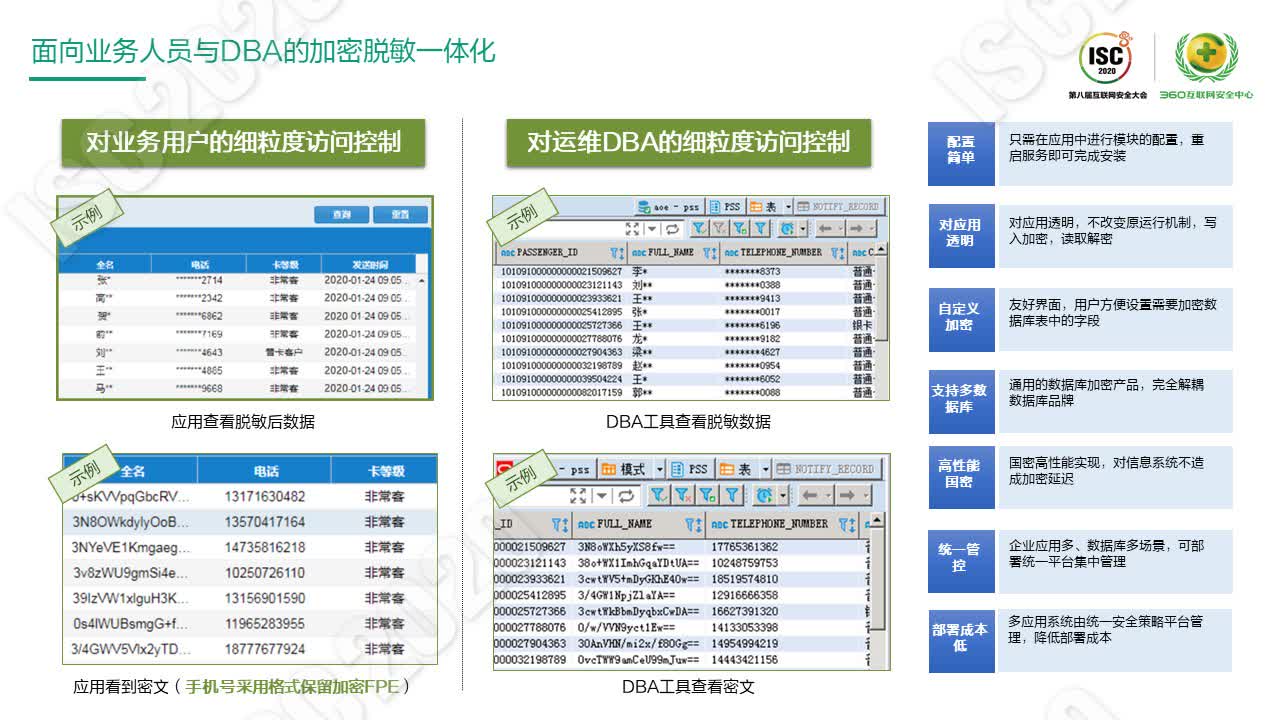 面向业务人员与DBA的加密脱敏一体化
ISC
2020
第八届互联网安全大会
360互联网安全中心
对业务用户的细粒度访问控制
示例
查询 重置
全名 电话 卡等级 发送时间
张* *******2714 非常客 2020-01-24 09:05...
高** *******2342 非常客 2020-01-24 09:05...
贺* *******6862 非常客 2020-01-24 09:05...
*******7169 非常客 2020-01-24 09:05...
刘** *******4643 2020-01-24 09:05...
王** *******4885 非常客 2020-01-24 09:05...
马** *******9668 非常客 2020-01-24 09:05...
应用查看脱敏后数据
示例
全名 电话 卡等级
13171630482 非常客
3N8OWkdylyOoB... 13570417164 非常客
3NYeVE1Kmgaeg... 14735816218 非常客
3v8zWU9gmSi4e... 10250726110 非常客
39IzVW1xlguH3K... 13156901590 非常客
0s4lWUBsmgG+f... 11965283955 非常客
3/4GWV5Vlx2yTD... 18777677924 非常客
应用看到密文（手机号采用格式保留加密FPE）
对运维DBA的细粒度访问控制
示例
aoe - pss PSS 表 NOTIFY_RECORD
PASSENGER_ID FULL_NAME TELEPHONE_NUMBER
1010910000000000021509627 李* *******8373 普通
1010910000000000023121143 刘** *******0388 普通
1010910000000000023933621 王** *******9413 普通
1010910000000000025412895 张* *******0017 普通
1010910000000000025727366 王** *******6196 银卡
1010910000000000027788076 龙* *******9182 普通
1010910000000000027904363 梁** *******4627 普通
1010910000000000032198789 赵** *******0954 普通
1010910000000000039504224 王* *******6052 普通
1010910000000000082017159 郭** *******0088 普通
DBA工具查看脱敏数据
示例
- pss 模式 PSS 表 NOTIFY_RECORD
_ID FULL_NAME TELEPHONE_NUMBER
000021509627 3N8oWXh5yXS8fw== 17765361362
000023121143 38o+WX1ImhGqaYDtUA== 10248759753
000023933621 3cwtWV5+mDyGKhE4Ow== 18519574810
000025412895 3/4GW1NpjZlaYA== 12916666358
000025727366 3cwtWkBbmDyqbxCwDA== 16627391320
000027788076 0/w/VVN9yct1Ew== 14133053398
000027904363 30AnVHN/mi2x/f80Gg== 14954994219
000032198789 0vcTWW9amCeU99mJuw== 14443421156
DBA工具查看密文
配置
简单
只需在应用中进行模块的配置，重
启服务即可完成安装
对应用
透明
对应用透明，不改变原运行机制，写
入加密，读取解密
自定义
加密
友好界面，用户方便设置需要加密数
据库表中的字段
支持多数
据库
通用的数据库加密产品，完全解耦
数据库品牌
高性能
国密
国密高性能实现，对信息系统不造
成加密延迟
统一管
控
企业应用多、数据库多场景，可部
署统一平台集中管理
部署成本
低
多应用系统由统一安全策略平台管
理，降低部署成本